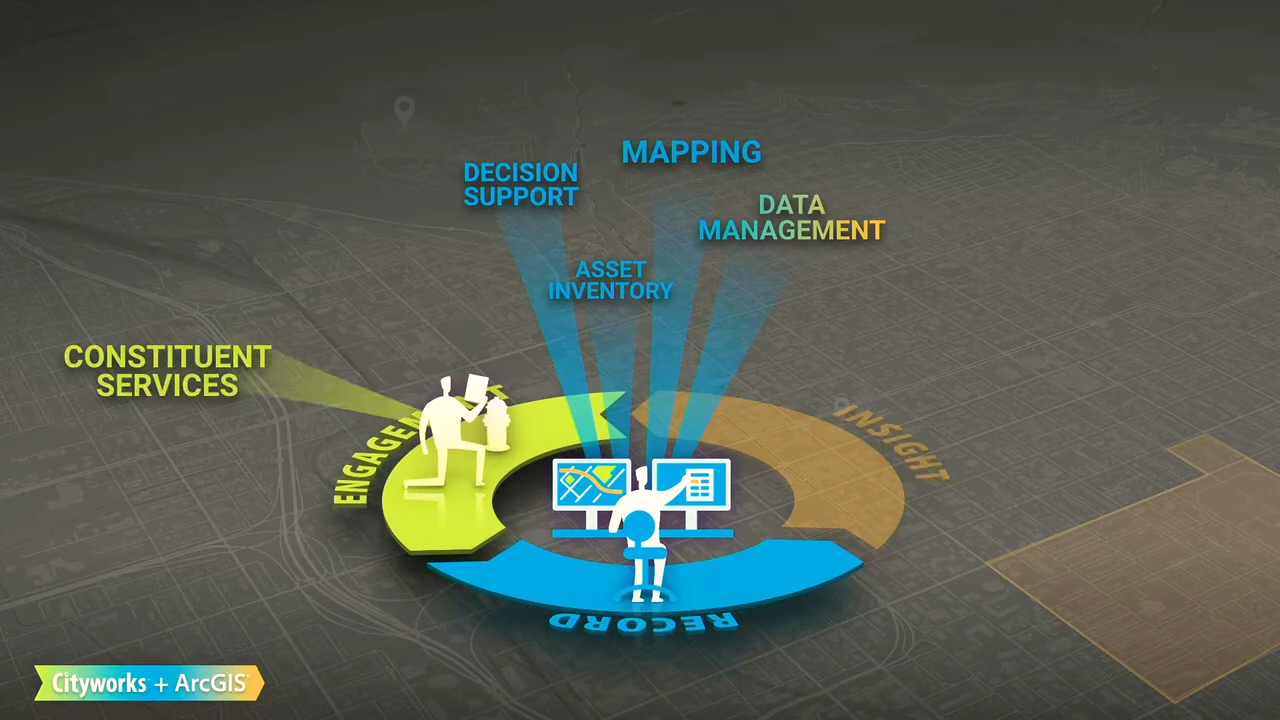 MAPPING
DECISION
SUPPORT
DATA
MANAGEMENT
ASSET
INVENTORY
CONSTITUENT
SERVICES
INSIGHT
RECORD
Cityworks + ArcGIS